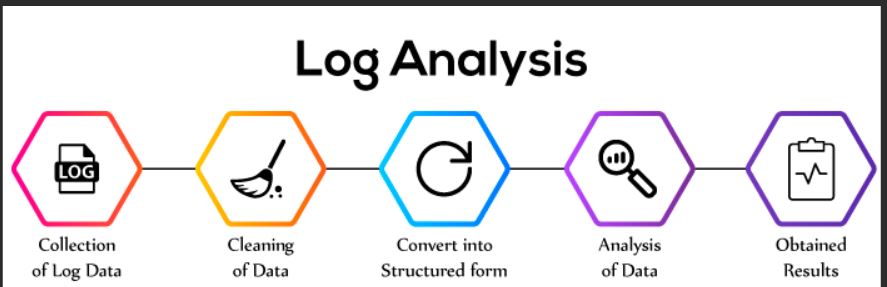 Log Analysis
LOG
Collection
of Log Data
Cleaning
of Data
Convert into
Structured form
Analysis
of Data
Obtained
Results